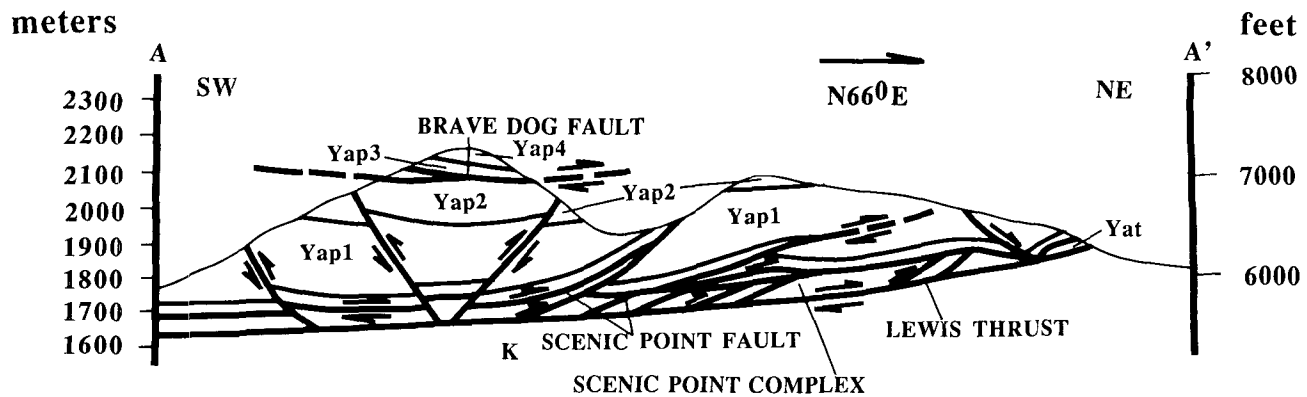 meters
feet
A
A’
SW
NE
N66⁰E
8000
7000
6000
2300
2200
2100
2000
1900
1800
1700
1600
BRAVE DOG FAULT
Yap3
Yap4
Yap2
Yap2
Yap1
Yap1
Yat
K
SCENIC POINT FAULT
LEWIS THRUST
SCENIC POINT COMPLEX